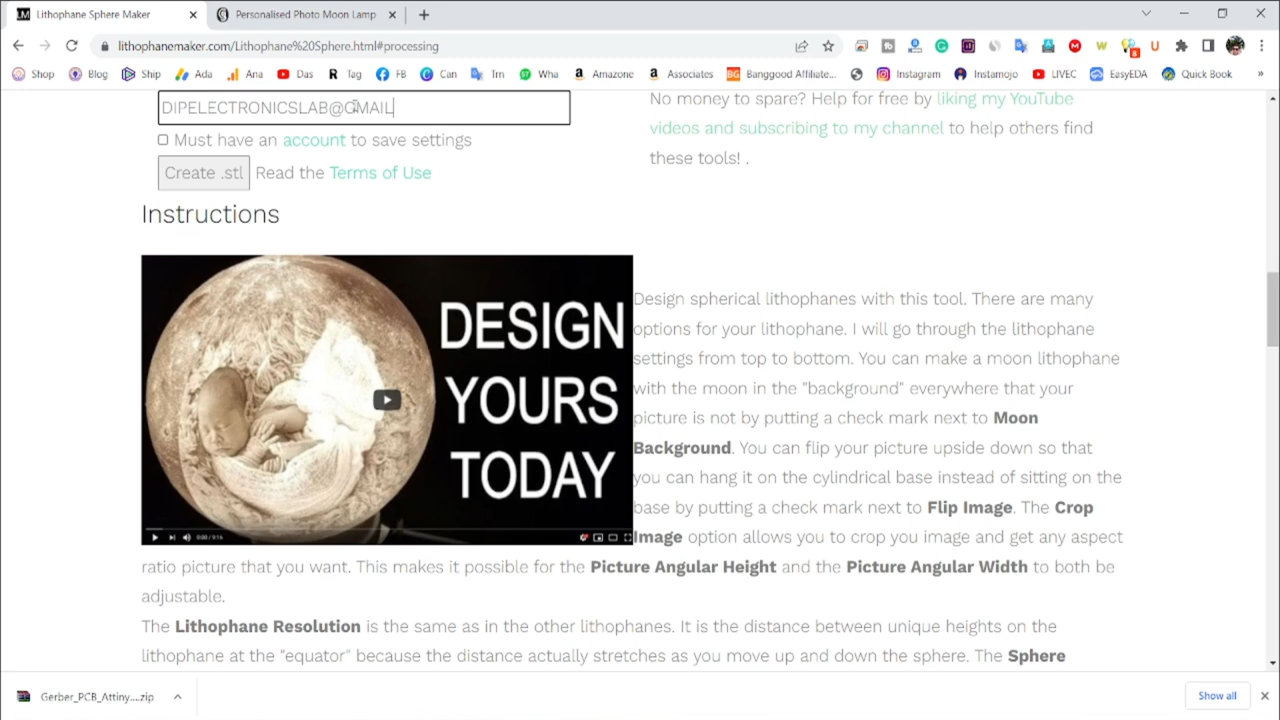 Lithophane Sphere Maker
Personalised Photo Moon Lamp
lithophanemaker.com/Lithophane%20Sphere.html#processing
Shop Blog Ship Ada Ana Das Tag FB Can Trn Wha Amazone Associates Banggood Affiliate... Instagram Instamojo LIVEC EasyEDA Quick Book »
DIPELECTRONICSLAB@GMAIL
Must have an account to save settings
Create .stl Read the Terms of Use
No money to spare? Help for free by liking my YouTube
videos and subscribing to my channel to help others find
these tools! .
Instructions
DESIGN
YOURS
TODAY
0:00 / 9:16
Design spherical lithophanes with this tool. There are many
options for your lithophane. I will go through the lithophane
settings from top to bottom. You can make a moon lithophane
with the moon in the "background" everywhere that your
picture is not by putting a check mark next to Moon
Background. You can flip your picture upside down so that
you can hang it on the cylindrical base instead of sitting on the
base by putting a check mark next to Flip Image. The Crop
Image option allows you to crop you image and get any aspect
ratio picture that you want. This makes it possible for the Picture Angular Height and the Picture Angular Width to both be
adjustable.
The Lithophane Resolution is the same as in the other lithophanes. It is the distance between unique heights on the
lithophane at the "equator" because the distance actually stretches as you move up and down the sphere. The Sphere
Gerber_PCB_Attiny....zip
Show all